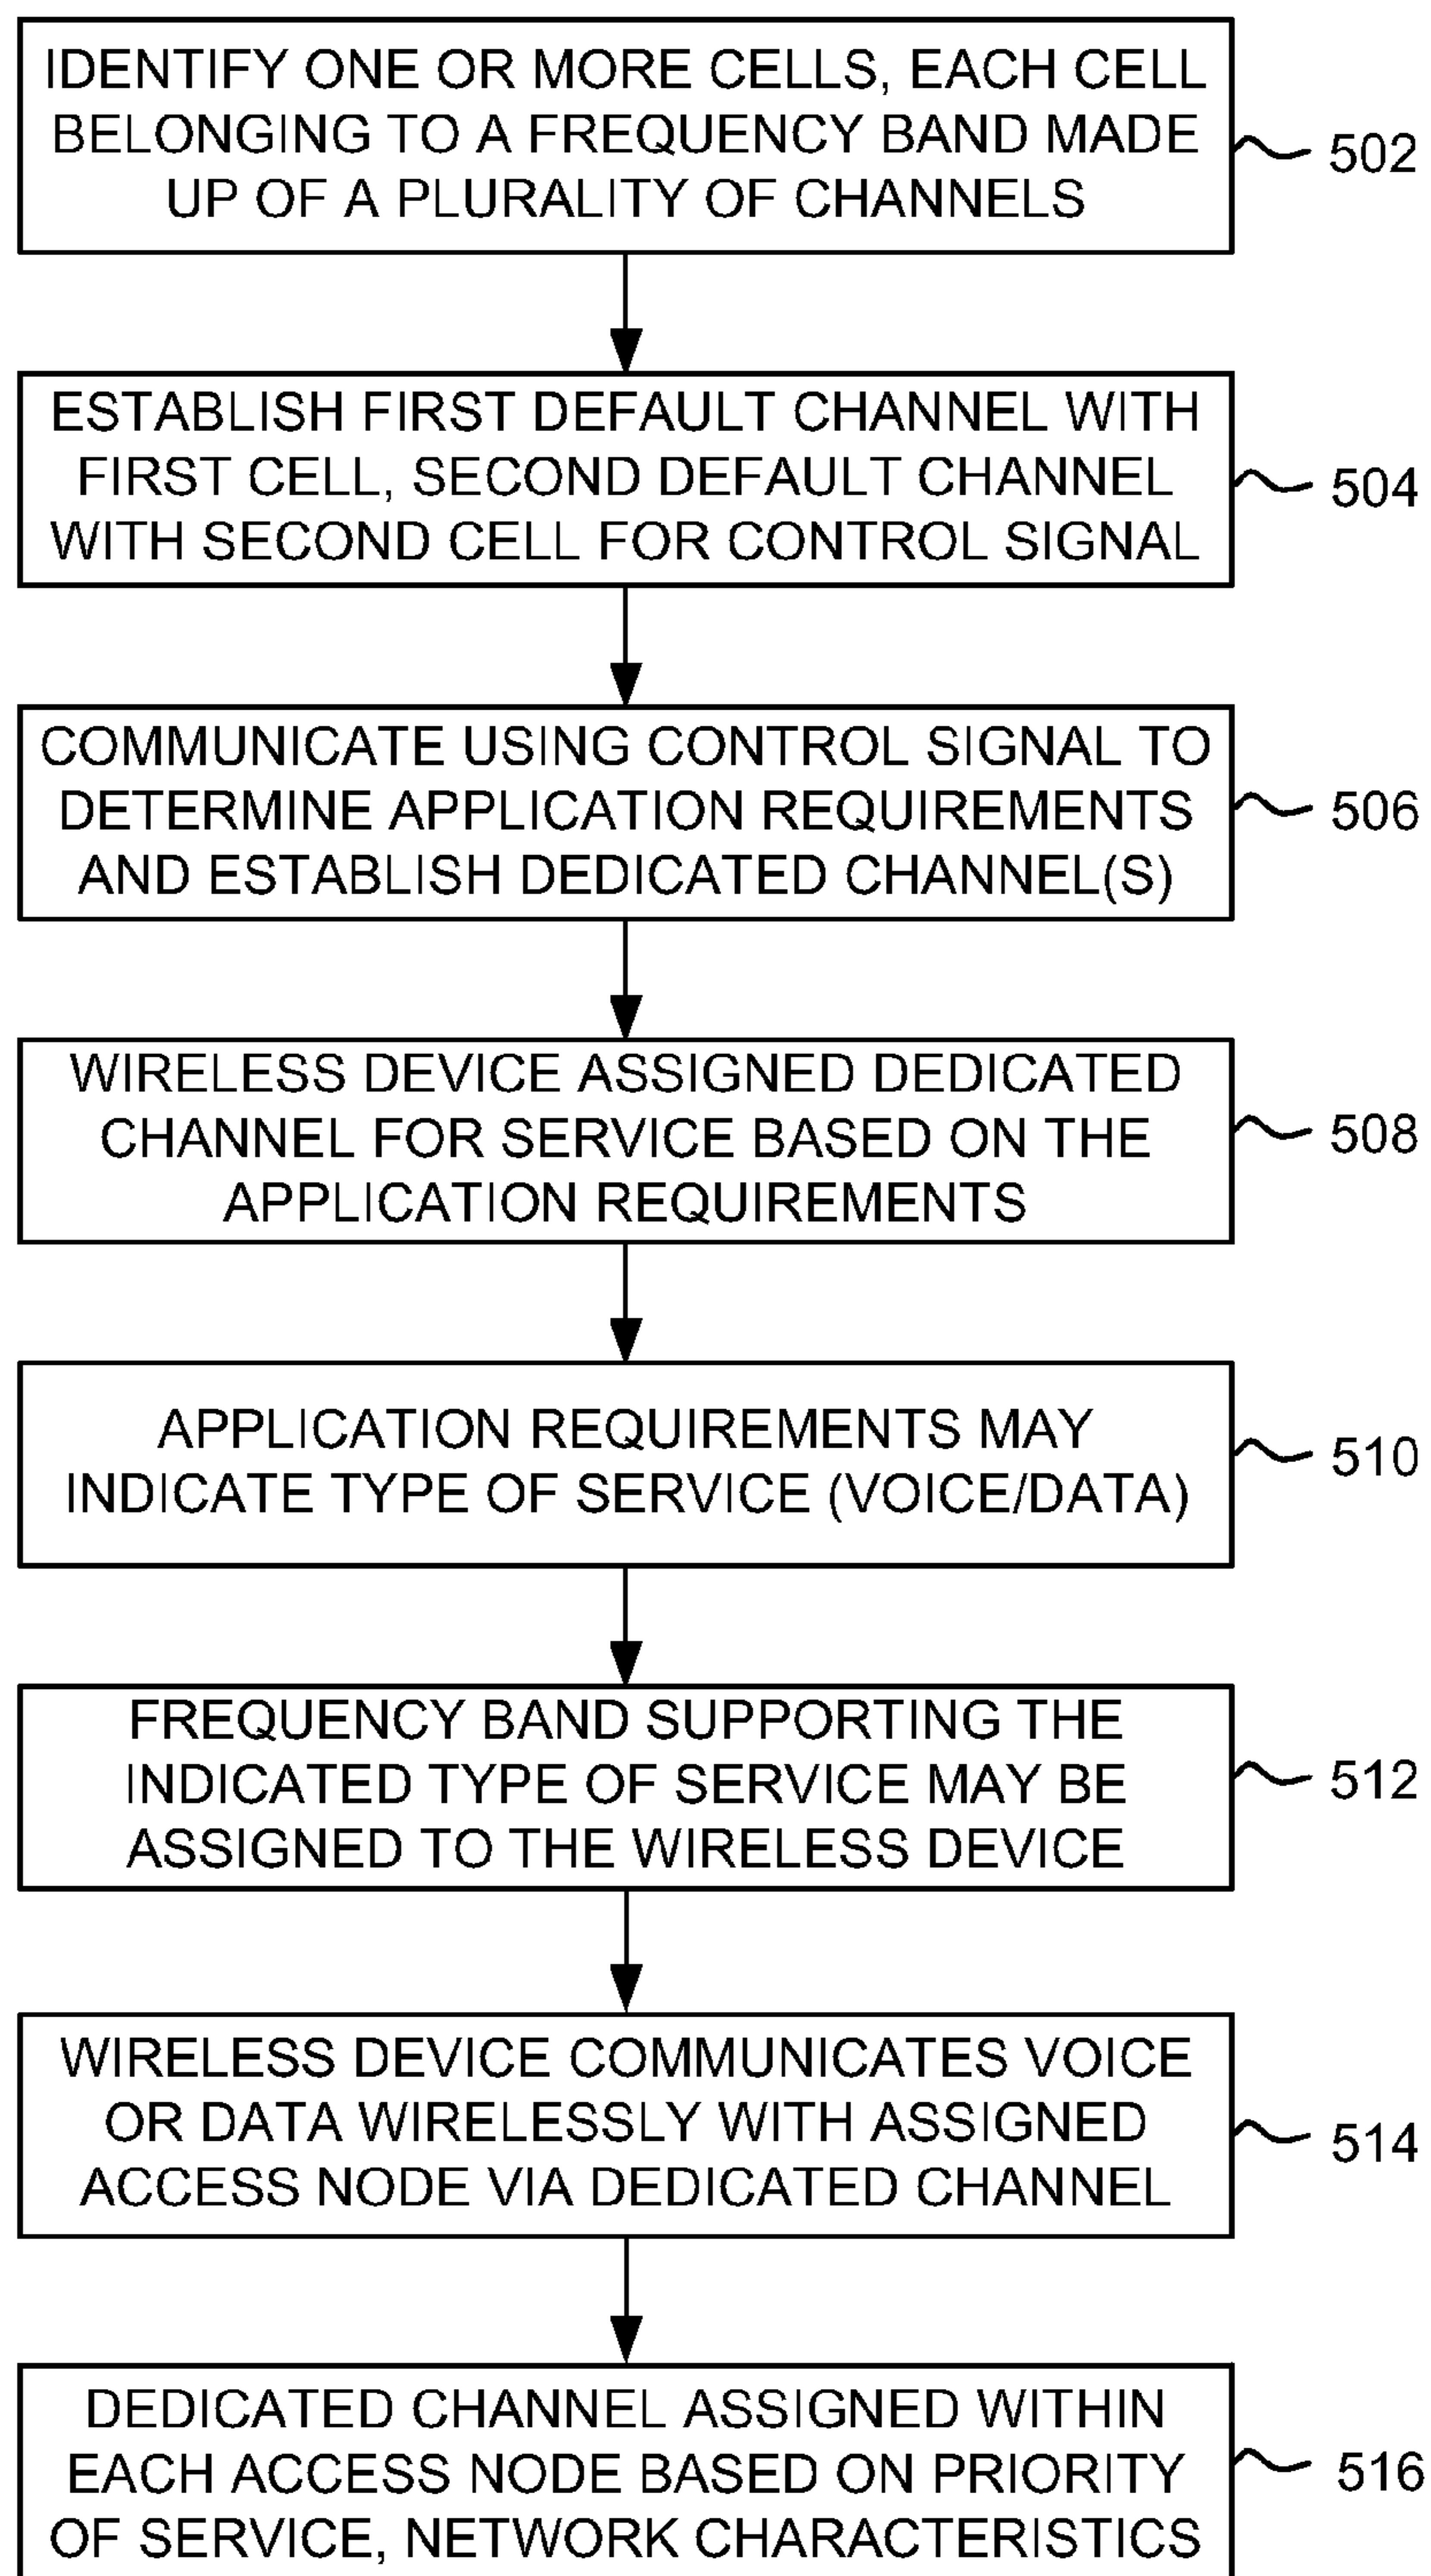 IDENTIFY ONE OR MORE CELLS, EACH CELL
BELONGING TO A FREQUENCY BAND MADE
UP OF A PLURALITY OF CHANNELS
502
ESTABLISH FIRST DEFAULT CHANNEL WITH
FIRST CELL, SECOND DEFAULT CHANNEL
WITH SECOND CELL FOR CONTROL SIGNAL
504
COMMUNICATE USING CONTROL SIGNAL TO
DETERMINE APPLICATION REQUIREMENTS
AND ESTABLISH DEDICATED CHANNEL(S)
506
WIRELESS DEVICE ASSIGNED DEDICATED
CHANNEL FOR SERVICE BASED ON THE
APPLICATION REQUIREMENTS
508
APPLICATION REQUIREMENTS MAY
INDICATE TYPE OF SERVICE (VOICE/DATA)
510
FREQUENCY BAND SUPPORTING THE
INDICATED TYPE OF SERVICE MAY BE
ASSIGNED TO THE WIRELESS DEVICE
512
WIRELESS DEVICE COMMUNICATES VOICE
OR DATA WIRELESSLY WITH ASSIGNED
ACCESS NODE VIA DEDICATED CHANNEL
514
DEDICATED CHANNEL ASSIGNED WITHIN
EACH ACCESS NODE BASED ON PRIORITY
OF SERVICE, NETWORK CHARACTERISTICS
516